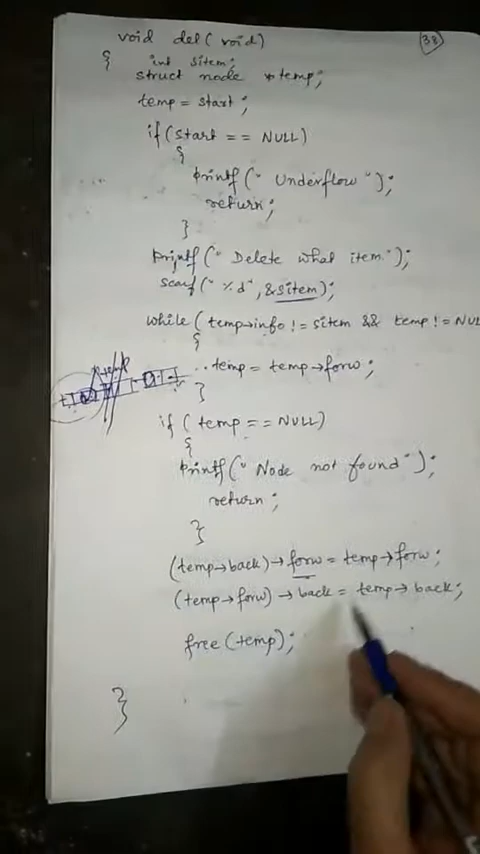 38
void del(void)
{ int sitem;
struct node *temp;
temp = start;
if(start == NULL)
{
printf("Underflow");
return;
}
printf("Delete what item.");
scanf("%d", &sitem);
while(temp→info != sitem && temp != NUL
{
temp = temp→forw;
}
if(temp == NULL)
{
printf("Node not found");
return;
}
(temp→back)→forw = temp→forw;
(temp→forw)→back = temp→back;
free(temp);
}